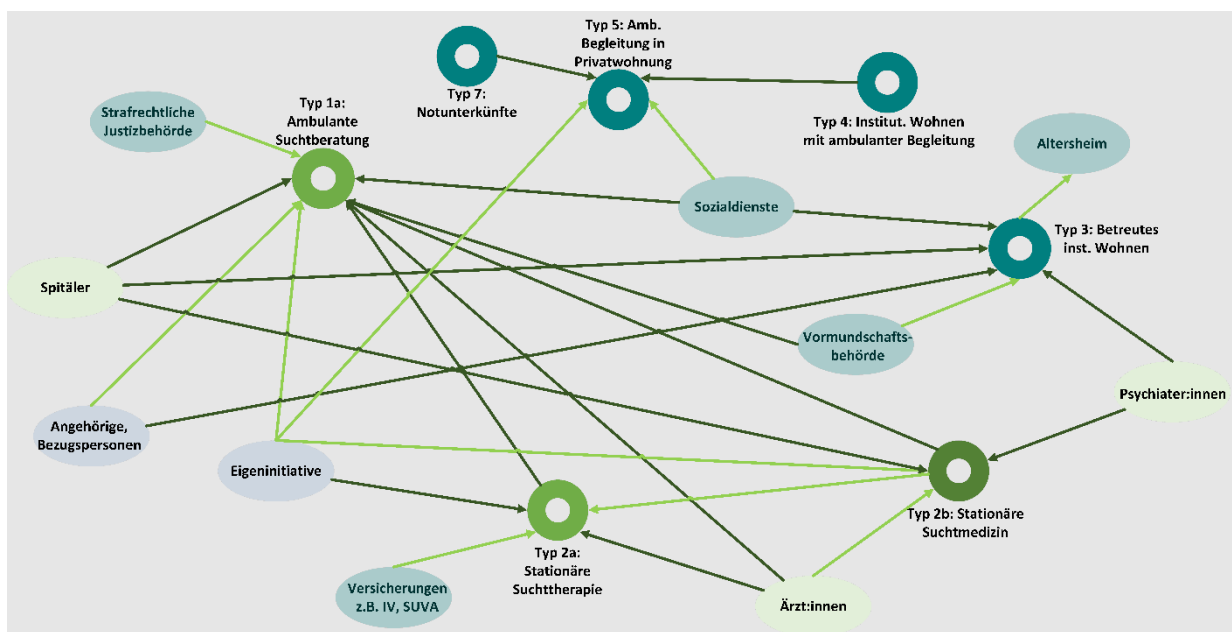 Typ 5: Amb.
Begleitung in
Privatwohnung
Typ 7:
Notunterkünfte
Typ 4: Institut. Wohnen
mit ambulanter Begleitung
Strafrechtliche
Justizbehörde
Typ 1a:
Ambulante
Suchtberatung
Altersheim
Sozialdienste
Typ 3: Betreutes
inst. Wohnen
Spitäler
Vormundschafts-
behörde
Psychiater:innen
Angehörige,
Bezugspersonen
Eigeninitiative
Typ 2b: Stationäre
Suchtmedizin
Typ 2a:
Stationäre
Suchttherapie
Versicherungen
z.B. IV, SUVA
Ärzt:innen